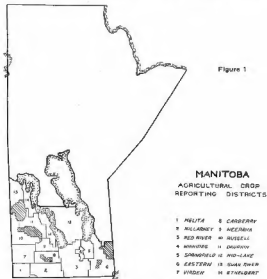 Figure 1
MANITOBA
AGRICULTURAL CROP
REPORTING DISTRICTS
1 MELITA 8 CARBERRY
2 KILLARNEY 9 NEEPAWA
3 RED RIVER 10 RUSSELL
4 WINNIPEG 11 DAUPHIN
5 SPRINGFIELD 12 MID-LAKE
6 EASTERN 13 SWAN RIVER
7 VIRDEN 14 ETHELBERT